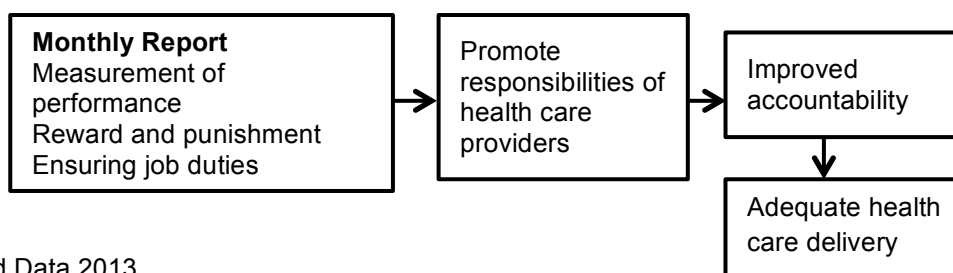 Monthly Report
Measurement of
performance
Reward and punishment
Ensuring job duties
Promote
responsibilities of
health care
providers
Improved
accountability
Adequate health
care delivery
Data 2013